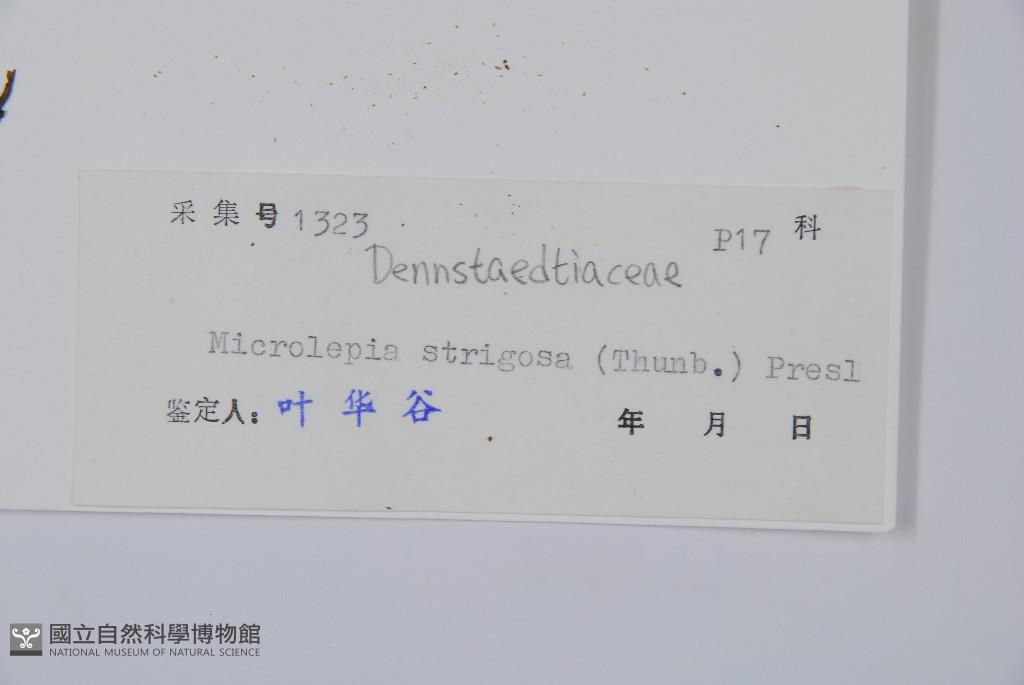 采集号 1323 P17 科
Dennstaedtiaceae
Microlepia strigosa (Thunb.) Presl
鉴定人: 叶华谷 年 月 日
國立自然科學博物館
NATIONAL MUSEUM OF NATURAL SCIENCE